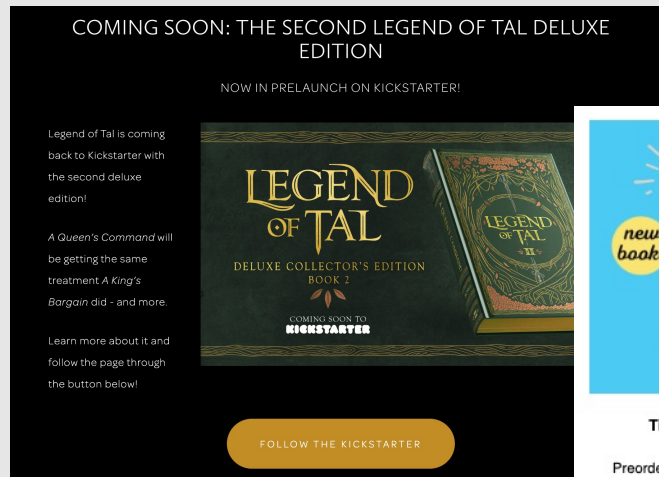 COMING SOON: THE SECOND LEGEND OF TAL DELUXE
EDITION
NOW IN PRELAUNCH ON KICKSTARTER!
Legend of Tal is coming
back to Kickstarter with
the second deluxe
edition!
A Queen's Command will
be getting the same
treatment A King's
Bargain did - and more.
Learn more about it and
follow the page through
the button below!
LEGEND
OF TAL
DELUXE COLLECTOR'S EDITION
BOOK 2
COMING SOON TO
KICKSTARTER
LEGEND
OF TAL
II
FOLLOW THE KICKSTARTER
new
book